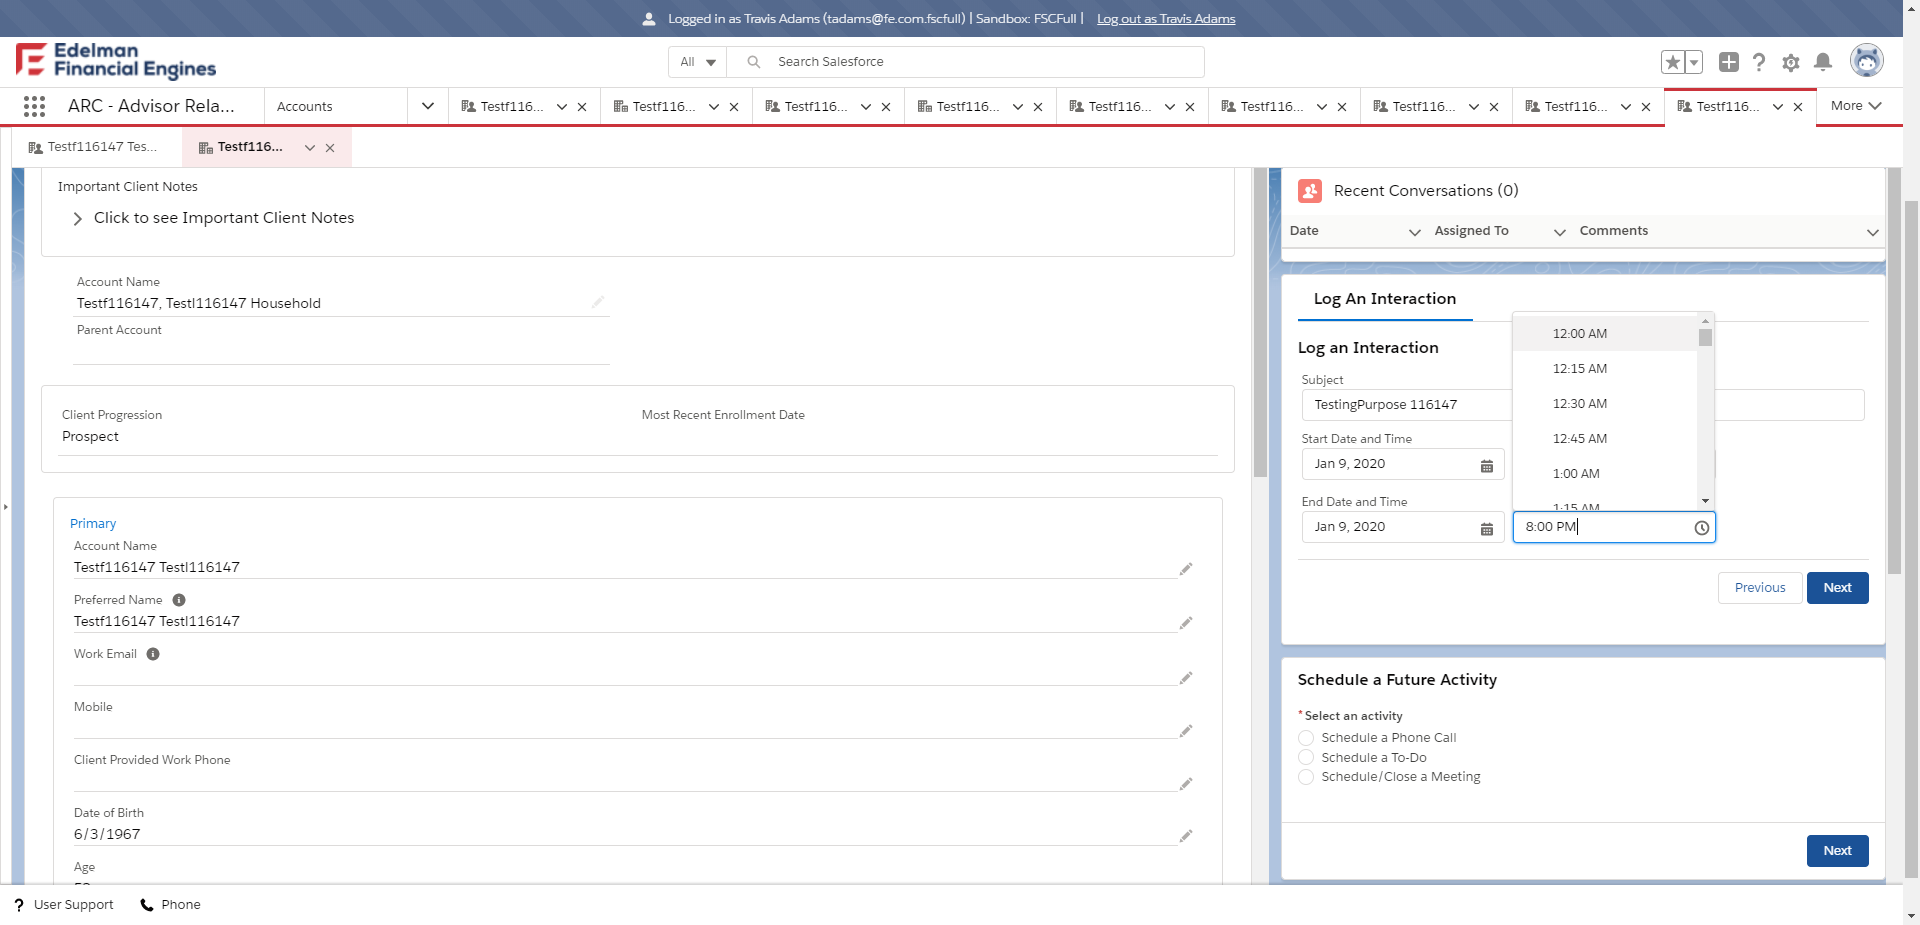 Logged in as Travis Adams (tadams@fe.com.fscfull) | Sandbox: FSCFull | Log out as Travis Adams
Edelman
Financial Engines
All
Search Salesforce
ARC - Advisor Rela...
Accounts
Testf116...
Testf116...
Testf116...
Testf116...
Testf116...
Testf116...
Testf116...
Testf116...
Testf116...
More
Testf116147 Tes...
Testf116...
Important Client Notes
Click to see Important Client Notes
Account Name
Testf116147, Testl116147 Household
Parent Account
Client Progression
Prospect
Most Recent Enrollment Date
Primary
Account Name
Testf116147 Testl116147
Preferred Name
Testf116147 Testl116147
Work Email
Mobile
Client Provided Work Phone
Date of Birth
6/3/1967
Age
Recent Conversations (0)
Date
Assigned To
Comments
Log An Interaction
Log an Interaction
Subject
TestingPurpose 116147
Start Date and Time
Jan 9, 2020
12:00 AM
12:15 AM
12:30 AM
12:45 AM
1:00 AM
1:15 AM
End Date and Time
Jan 9, 2020
8:00 PM
Previous
Next
Schedule a Future Activity
*Select an activity
Schedule a Phone Call
Schedule a To-Do
Schedule/Close a Meeting
Next
? User Support
Phone